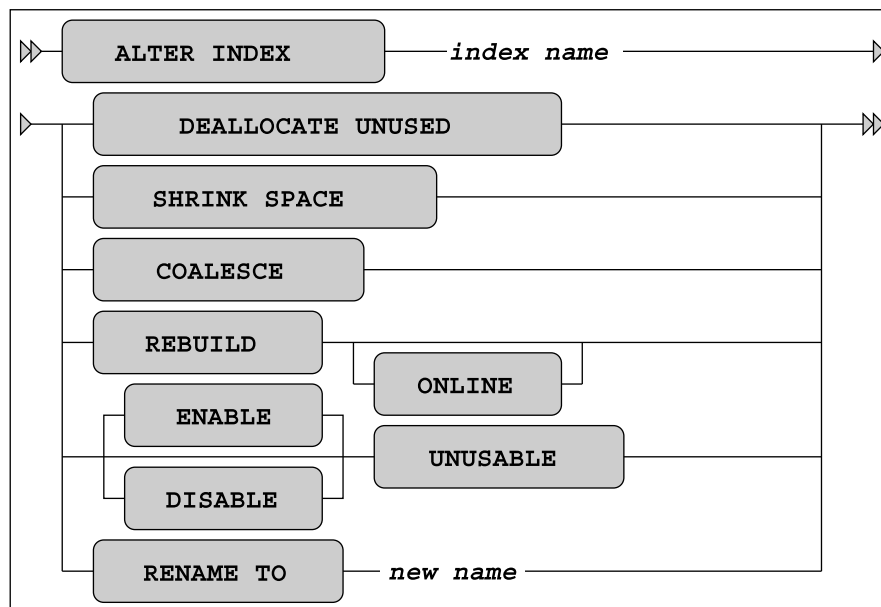 ALTER INDEX index name
DEALLOCATE UNUSED
SHRINK SPACE
COALESCE
REBUILD
ONLINE
ENABLE
UNUSABLE
DISABLE
RENAME TO new name